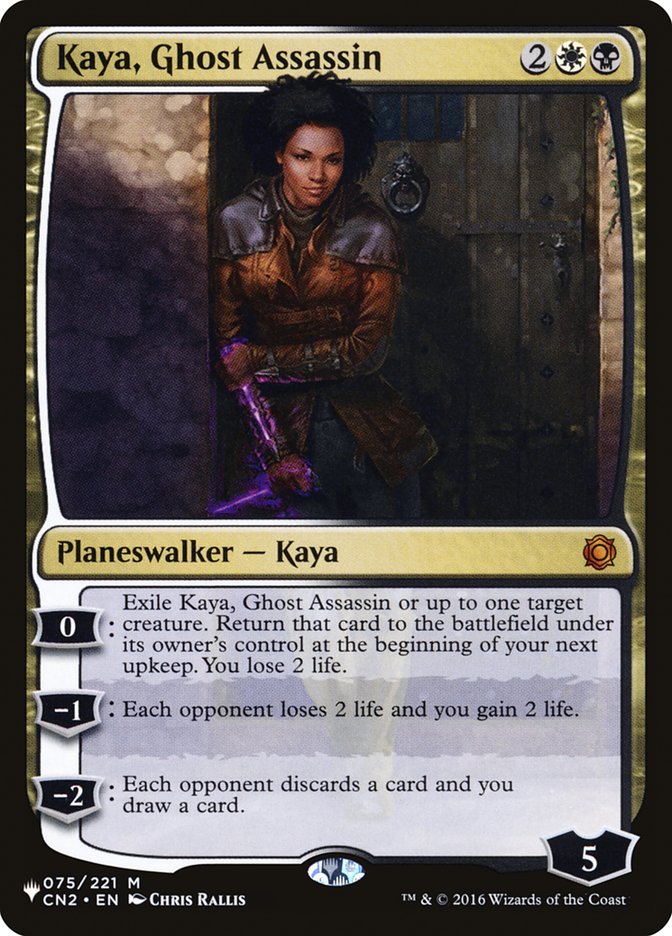 Kaya, Ghost Assassin 2
Planeswalker — Kaya
0 : Exile Kaya, Ghost Assassin or up to one target
creature. Return that card to the battlefield under
its owner's control at the beginning of your next
upkeep. You lose 2 life.
−1 : Each opponent loses 2 life and you gain 2 life.
−2 : Each opponent discards a card and you
draw a card.
5
075/221 M
CN2 • EN Chris Rallis
™ & © 2016 Wizards of the Coast